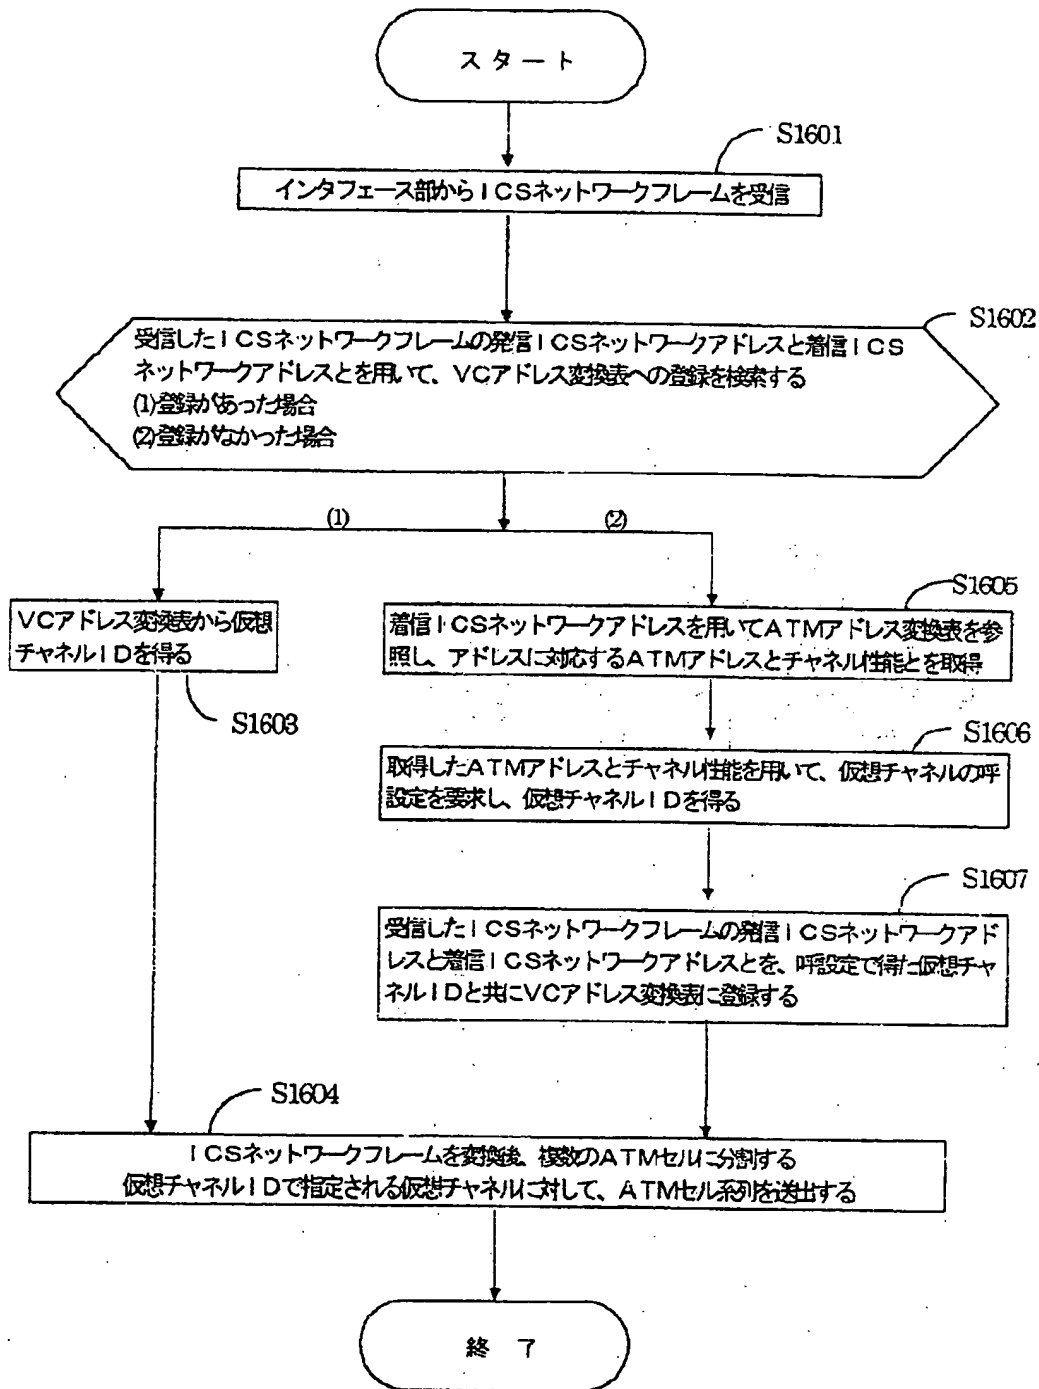 スタート
S1601
インタフェース部からICSネットワークフレームを受信
S1602
受信したICSネットワークフレームの発信ICSネットワークアドレスと着信ICS
ネットワークアドレスとを用いて、VCアドレス変換表への登録を検索する
(1)登録があった場合
(2)登録がなかった場合
(1)
(2)
VCアドレス変換表から仮想
チャネルIDを得る
S1603
S1605
着信ICSネットワークアドレスを用いてATMアドレス変換表を参
照し、アドレスに対応するATMアドレスとチャネル性能とを取得
S1606
取得したATMアドレスとチャネル性能を用いて、仮想チャネルの呼
設定を要求し、仮想チャネルIDを得る
S1607
受信したICSネットワークフレームの発信ICSネットワークアド
レスと着信ICSネットワークアドレスとを、呼設定で得た仮想チャ
ネルIDと共にVCアドレス変換表に登録する
S1604
ICSネットワークフレームを変換後、複数のATMセルに分割する
仮想チャネルIDで指定される仮想チャネルに対して、ATMセル系列を送出する
終了